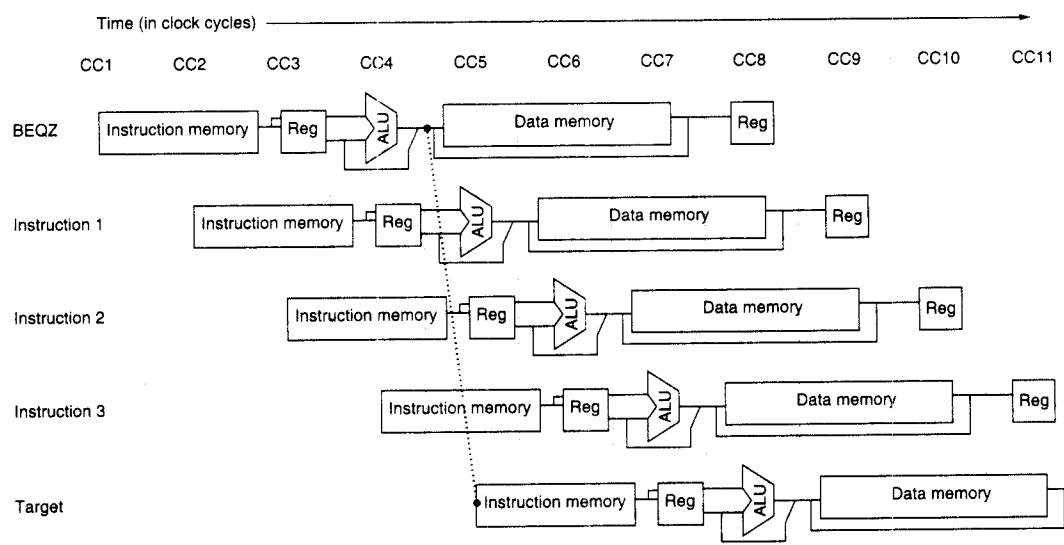 Time (in clock cycles)
CC1 CC2 CC3 CC4 CC5 CC6 CC7 CC8 CC9 CC10 CC11
BEQZ Instruction memory Reg ALU Data memory Reg
Instruction 1 Instruction memory Reg ALU Data memory Reg
Instruction 2 Instruction memory Reg ALU Data memory Reg
Instruction 3 Instruction memory Reg ALU Data memory Reg
Target Instruction memory Reg ALU Data memory